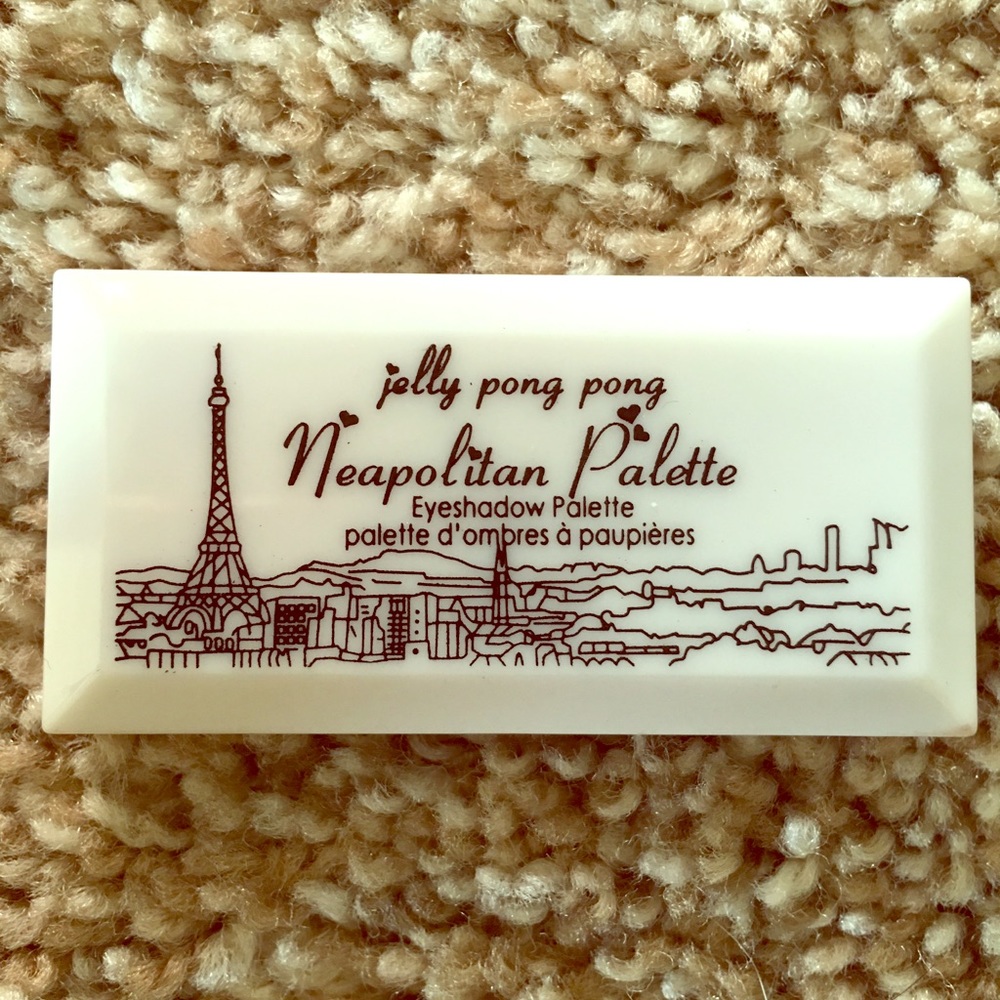 jelly pong pong
Neapolitan Palette
Eyeshadow Palette
palette d'ombres à paupières